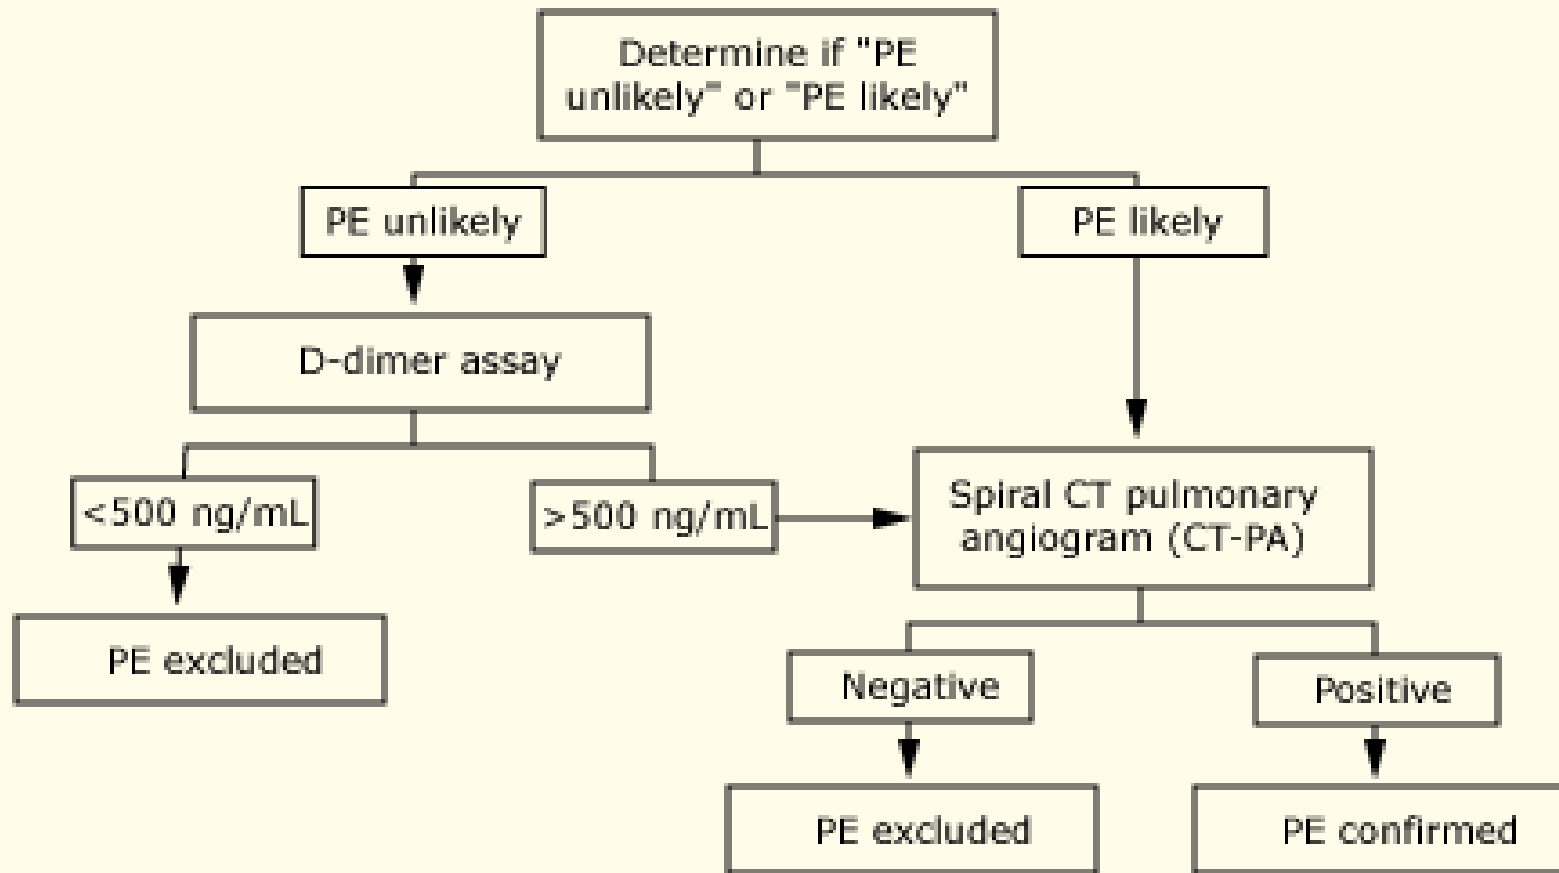 Determine if "PE
unlikely" or "PE likely"
PE unlikely
PE likely
D-dimer assay
<500 ng/mL
>500 ng/mL
Spiral CT pulmonary
angiogram (CT-PA)
PE excluded
Negative
Positive
PE excluded
PE confirmed